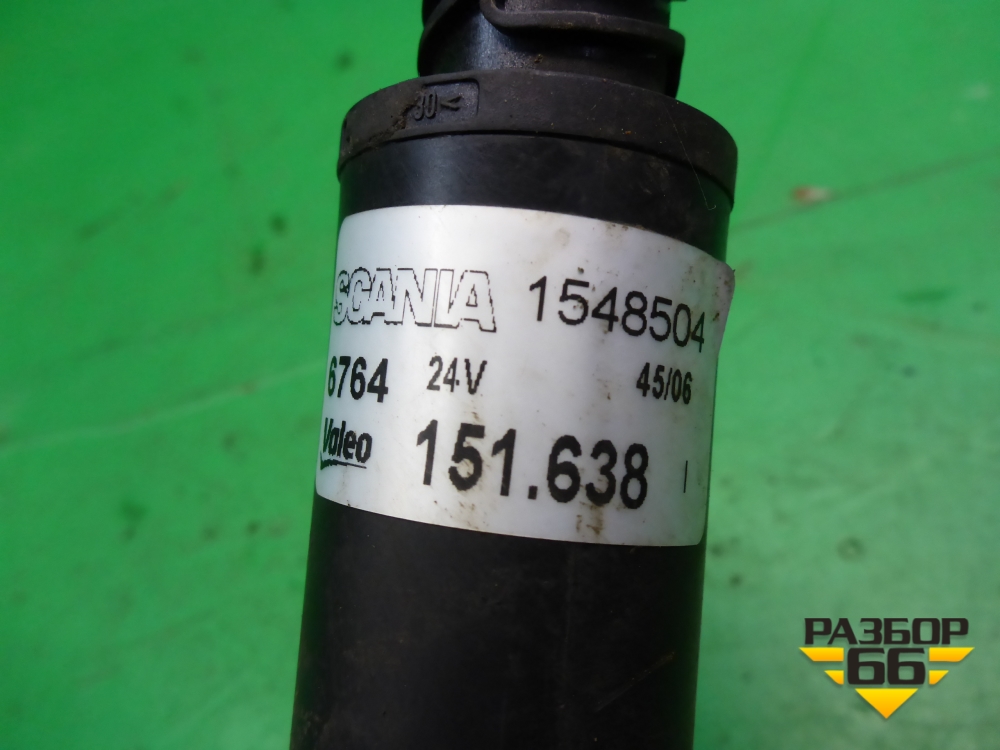 30<
SCANIA 1548504
6764 24V 45/06
Valeo 151.638 I
РАЗБОР
66